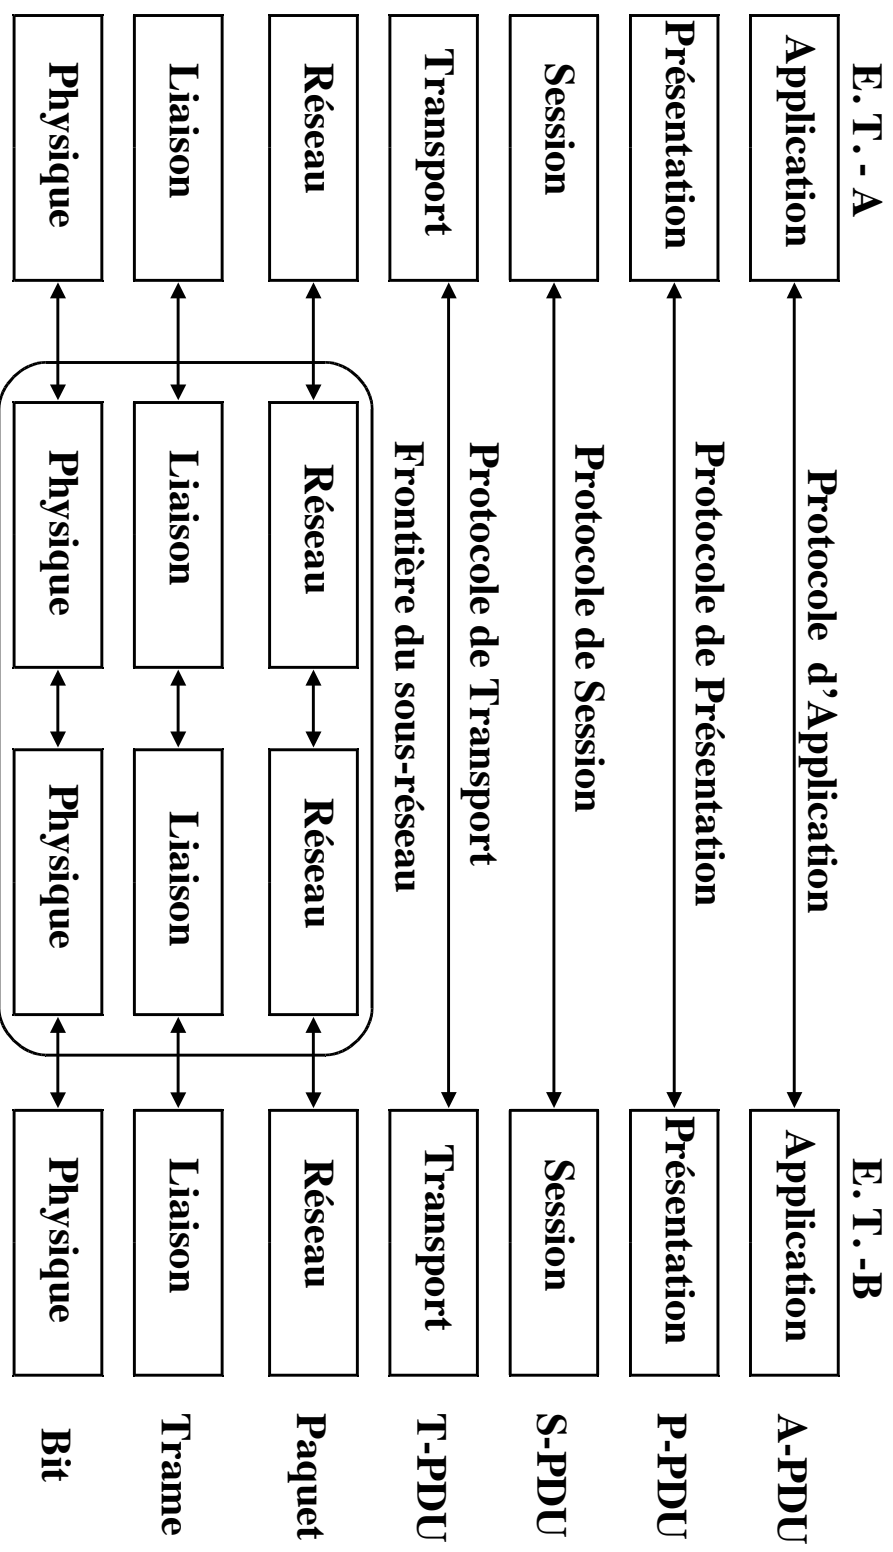 E. T. - A
E. T. -B
Application
Protocole d'Application
Application
A-PDU
Présentation
Protocole de Présentation
Présentation
P-PDU
Session
Protocole de Session
Session
S-PDU
Transport
Protocole de Transport
Transport
T-PDU
Frontière du sous-réseau
Réseau
Réseau
Réseau
Réseau
Paquet
Liaison
Liaison
Liaison
Liaison
Trame
Physique
Physique
Physique
Physique
Bit